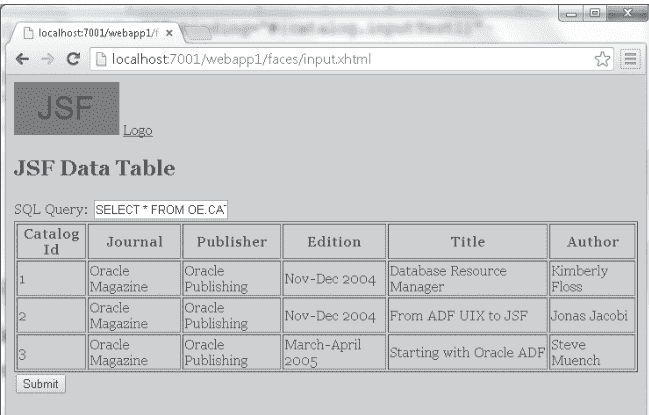 localhost:7001/webapp1/f
localhost:7001/webapp1/faces/input.xhtml
JSF
Logo
JSF Data Table
SQL Query: SELECT * FROM OE.CAT
Catalog Id Journal Publisher Edition Title Author
1 Oracle Magazine Oracle Publishing Nov-Dec 2004 Database Resource Manager Kimberly Floss
2 Oracle Magazine Oracle Publishing Nov-Dec 2004 From ADF UIX to JSF Jonas Jacobi
3 Oracle Magazine Oracle Publishing March-April 2005 Starting with Oracle ADF Steve Muench
Submit